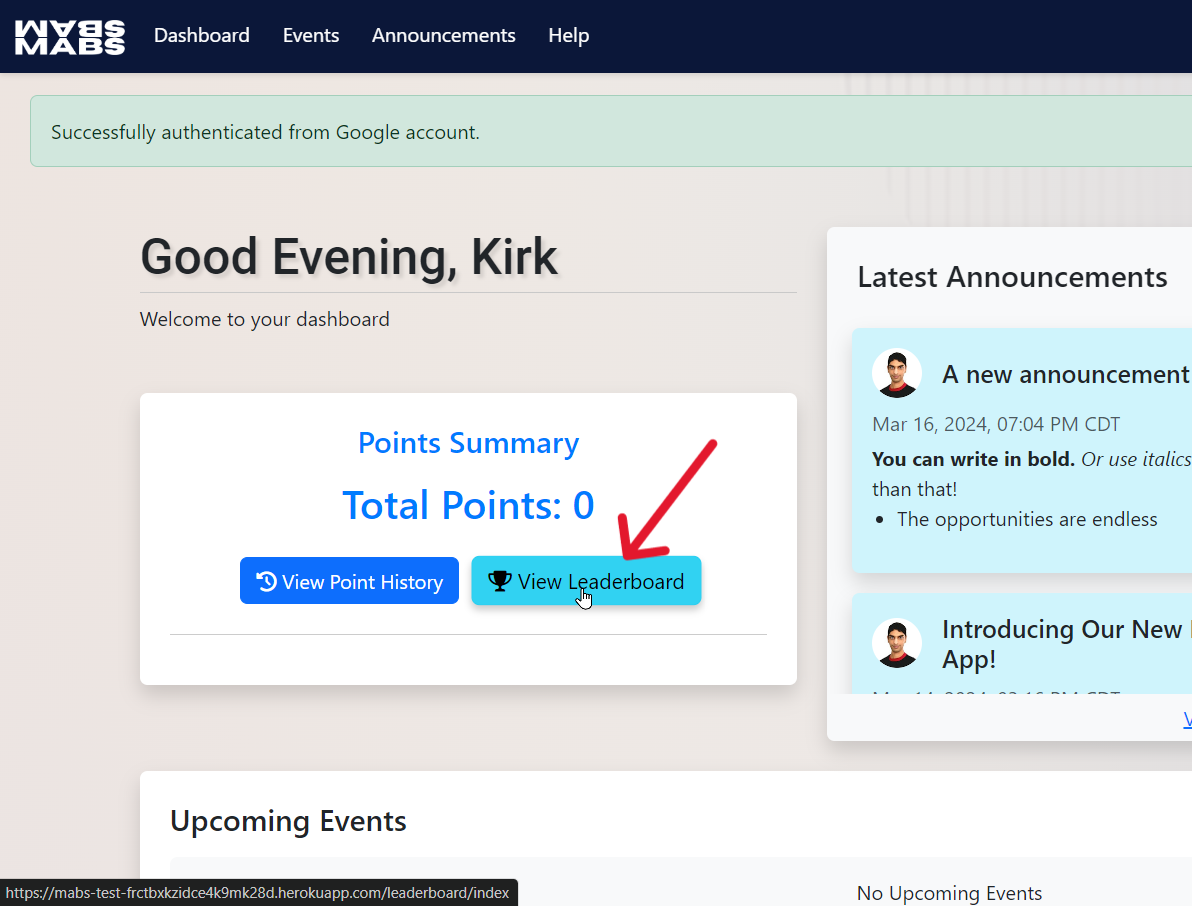 MABS
MABS
Dashboard
Events
Announcements
Help
Successfully authenticated from Google account.
Good Evening, Kirk
Welcome to your dashboard
Points Summary
Total Points: 0
View Point History
View Leaderboard
Latest Announcements
A new announcement
Mar 16, 2024, 07:04 PM CDT
You can write in bold. Or use italics
than that!
• The opportunities are endless
Introducing Our New
App!
Upcoming Events
No Upcoming Events
https://mabs-test-frctbxkzidce4k9mk28d.herokuapp.com/leaderboard/index